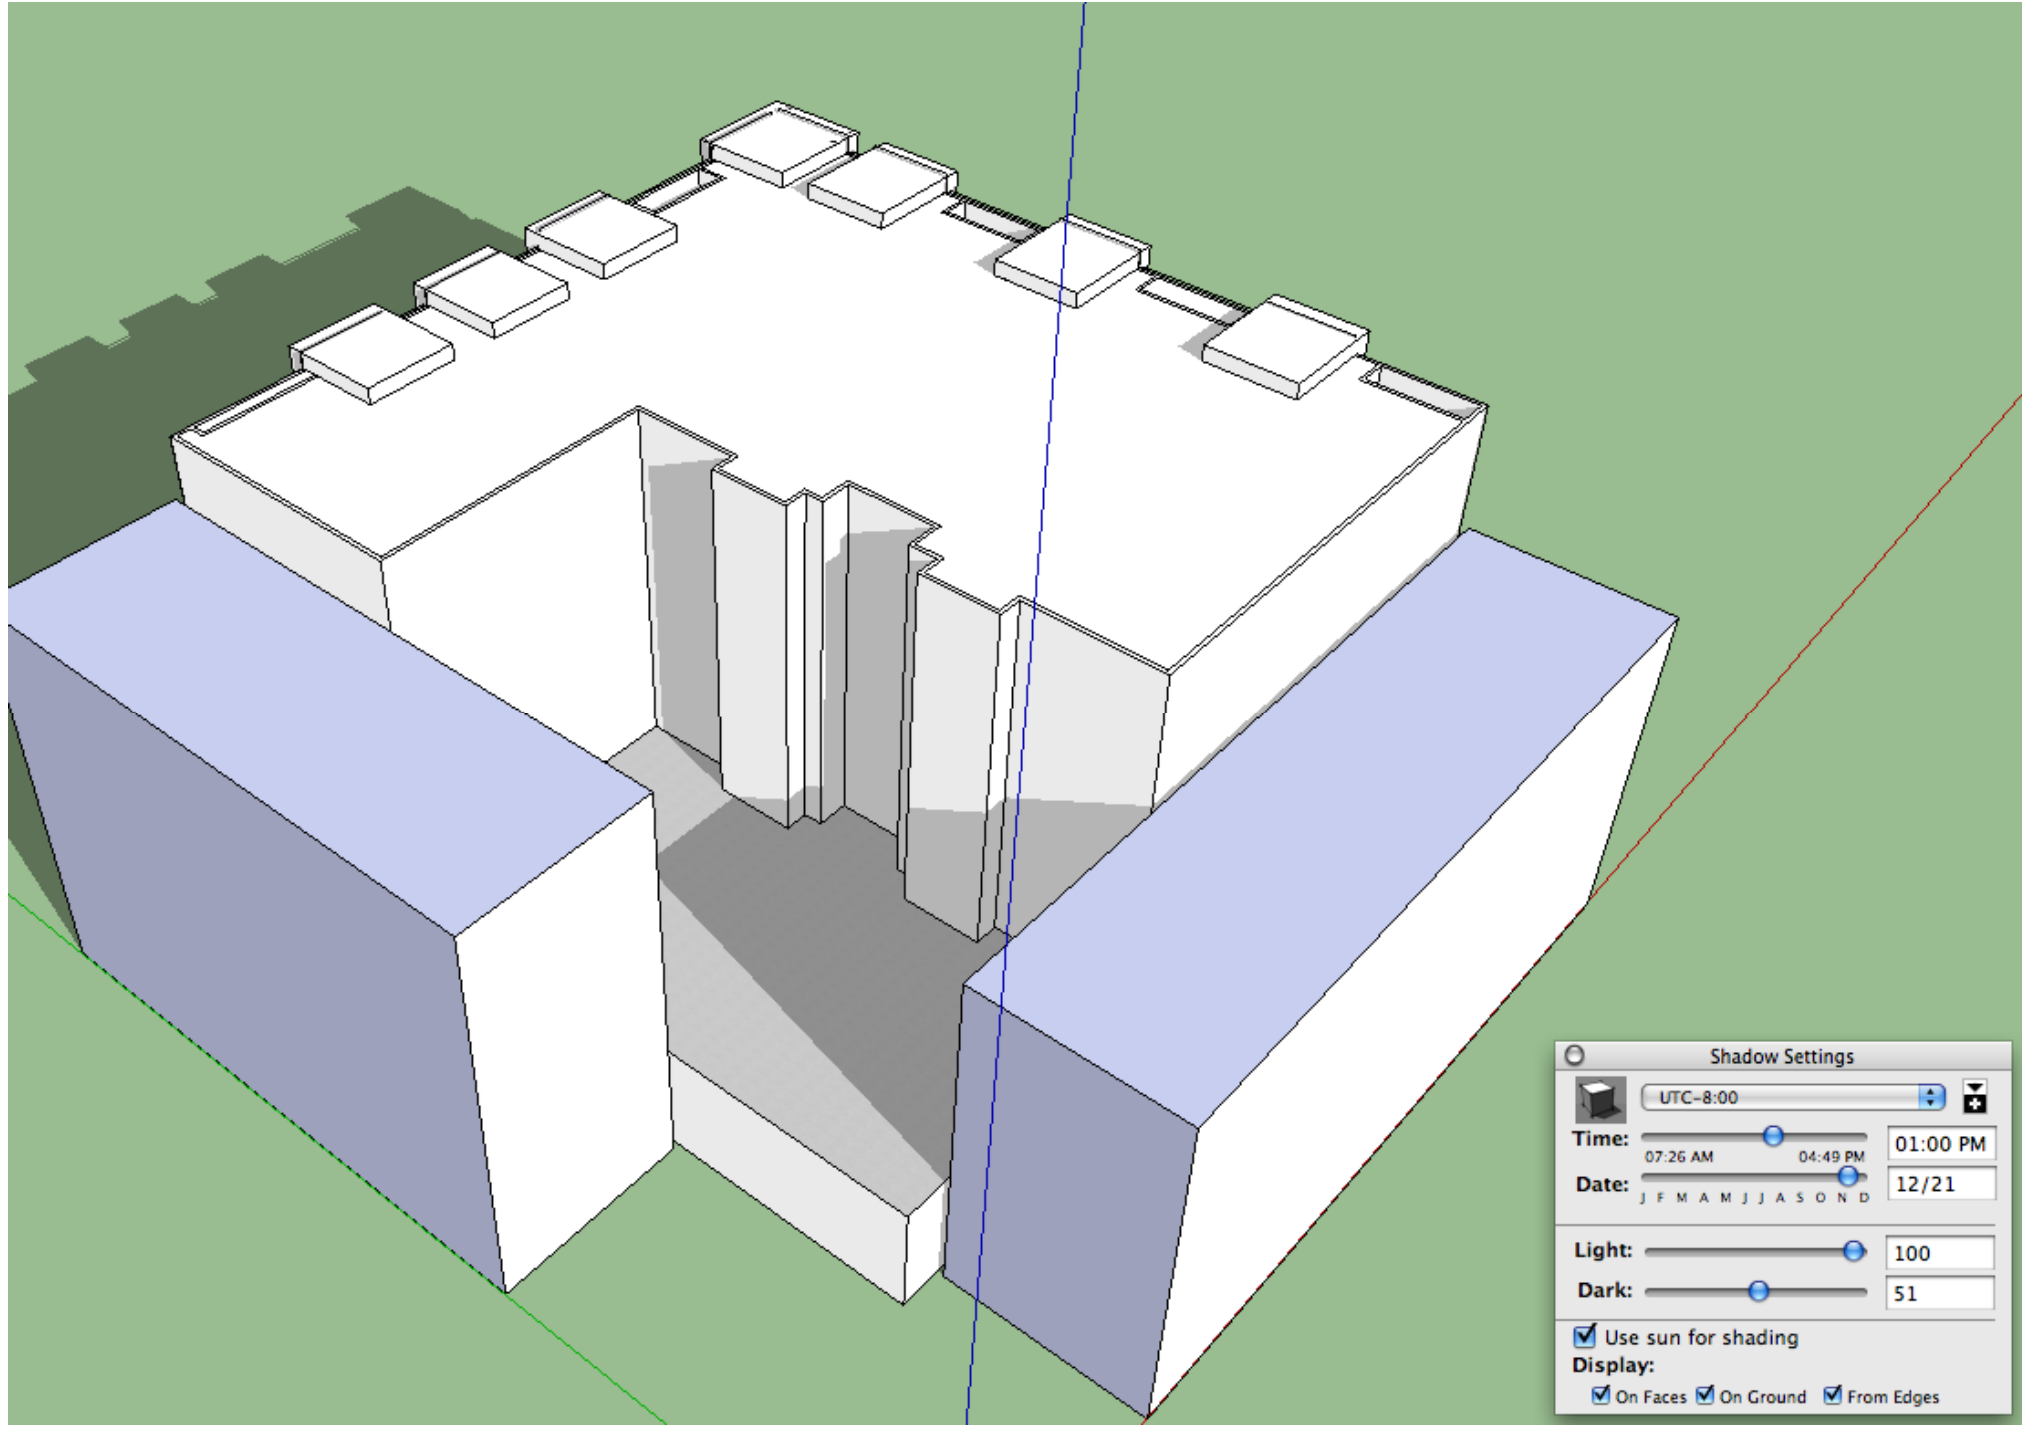 Shadow Settings
UTC-8:00
Time: 01:00 PM
07:26 AM 04:49 PM
Date: 12/21
J F M A M J J A S O N D
Light: 100
Dark: 51
Use sun for shading
Display:
On Faces On Ground From Edges